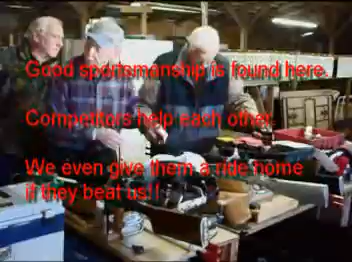 Good sportsmanship is found here.
Competitors help each other.
We even give them a ride home
if they beat us!!